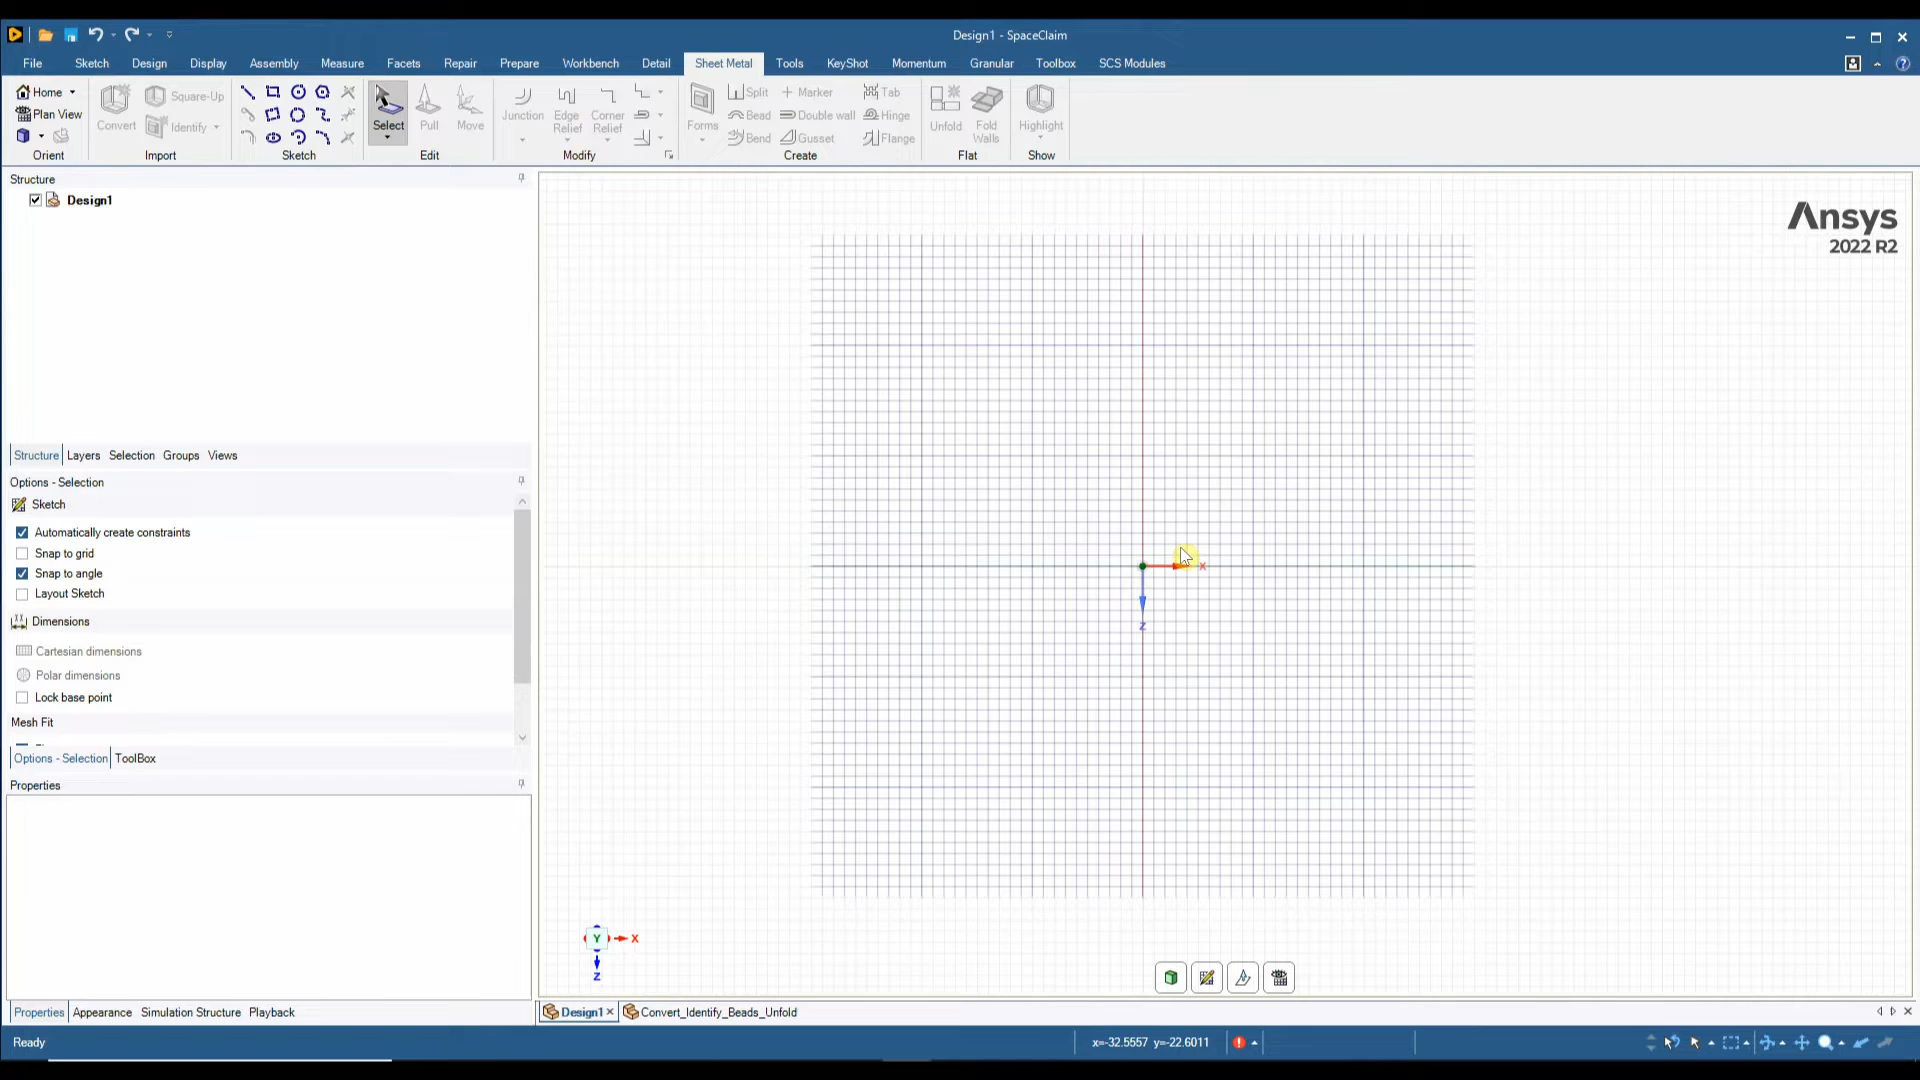 Design1 - SpaceClaim
File Sketch Design Display Assembly Measure Facets Repair Prepare Workbench Detail Sheet Metal Tools KeyShot Momentum Granular Toolbox SCS Modules
Home
Plan View
Orient
Convert
Square-Up
Identify
Import
Sketch
Select
Pull
Move
Edit
Junction
Edge Relief
Corner Relief
Modify
Forms
Split
Bead
Bend
Marker
Double wall
Gusset
Tab
Hinge
Flange
Create
Unfold
Fold Walls
Flat
Highlight
Show
Structure
Design1
Structure Layers Selection Groups Views
Options - Selection
Sketch
Automatically create constraints
Snap to grid
Snap to angle
Layout Sketch
Dimensions
Cartesian dimensions
Polar dimensions
Lock base point
Mesh Fit
Options - Selection ToolBox
Properties
Properties Appearance Simulation Structure Playback
Ansys
2022 R2
X
Z
Y X
Z
Design1 Convert_Identify_Beads_Unfold
Ready
x=-32.5557 y=-22.6011